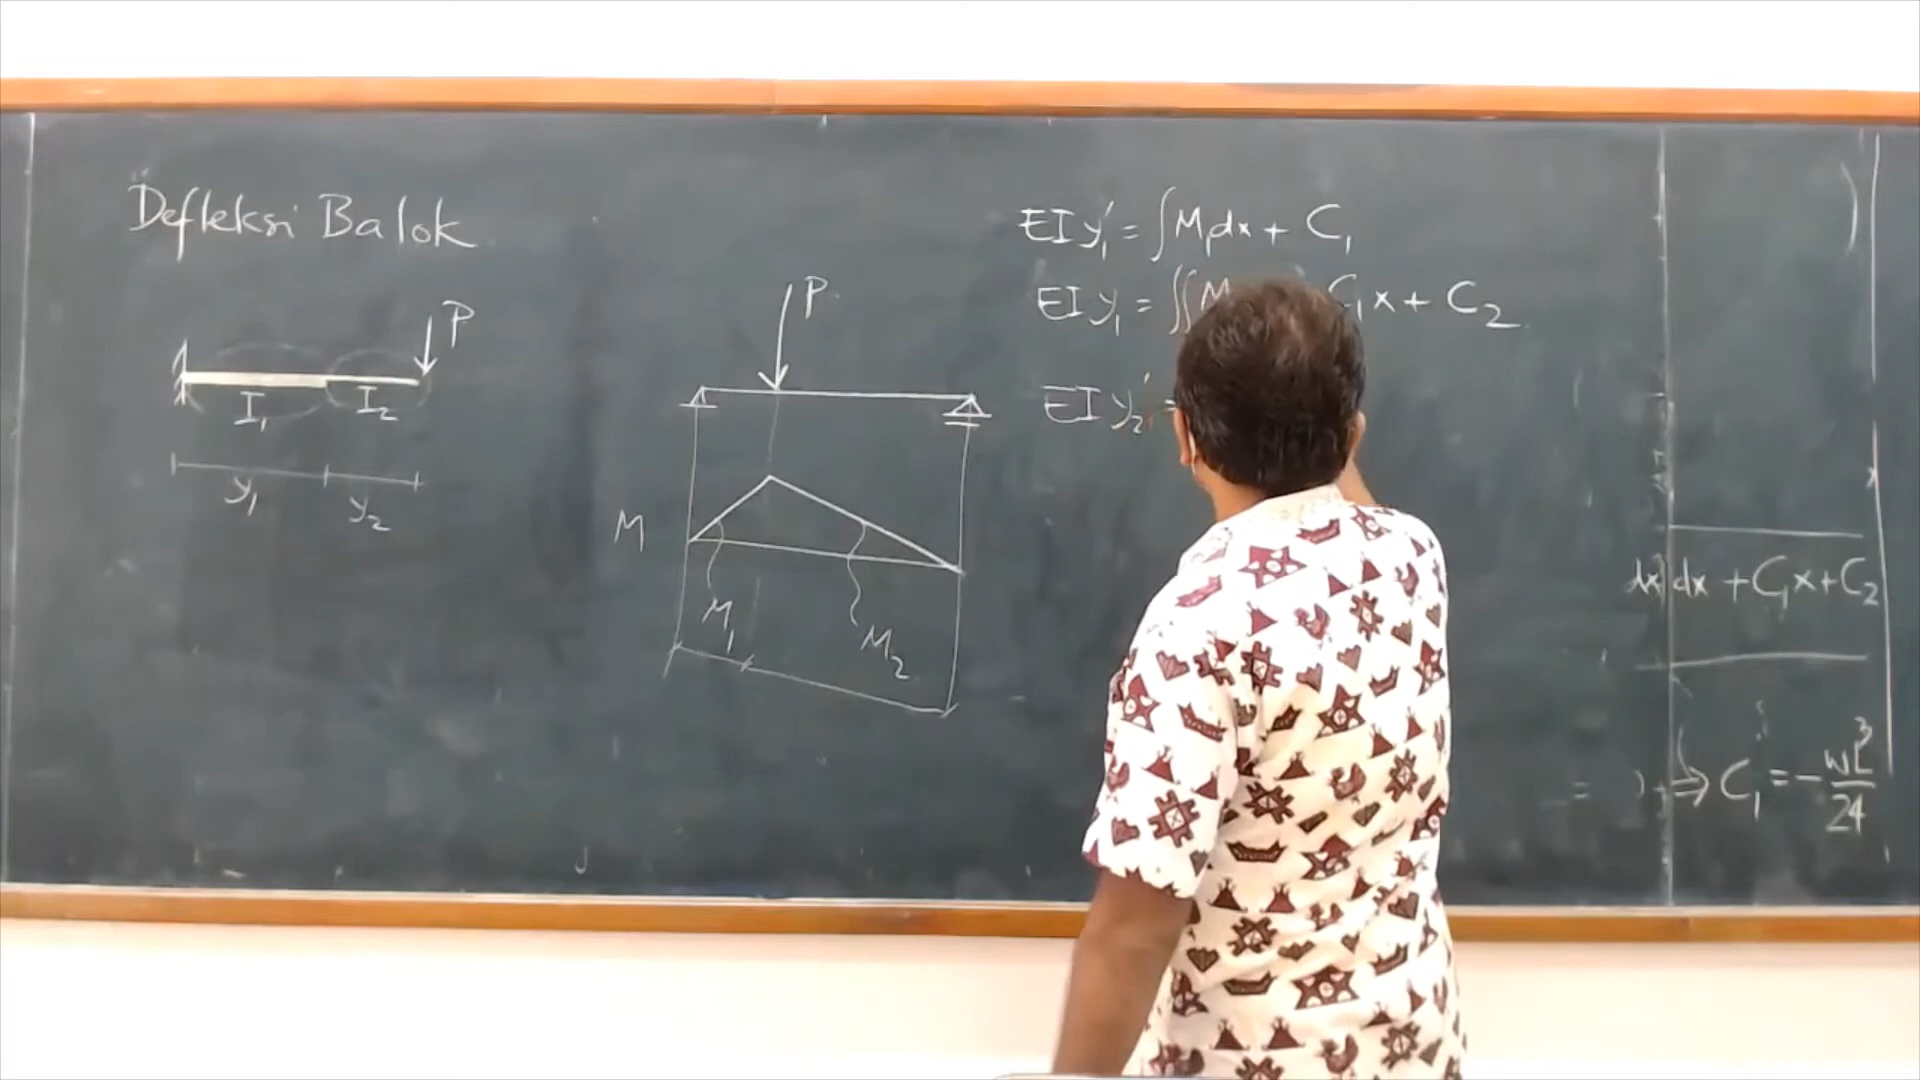 Defleksi Balok
P
I₁ I₂
y₁ y₂
P
M
M₁ M₂
EI y₁' = ∫M₁dx + C₁
EI y₁ = ∫∫M C₁x + C₂
EI y₂' =
)
dx)dx + C₁x + C₂
= ) ⇒ C₁ = -wL³/24